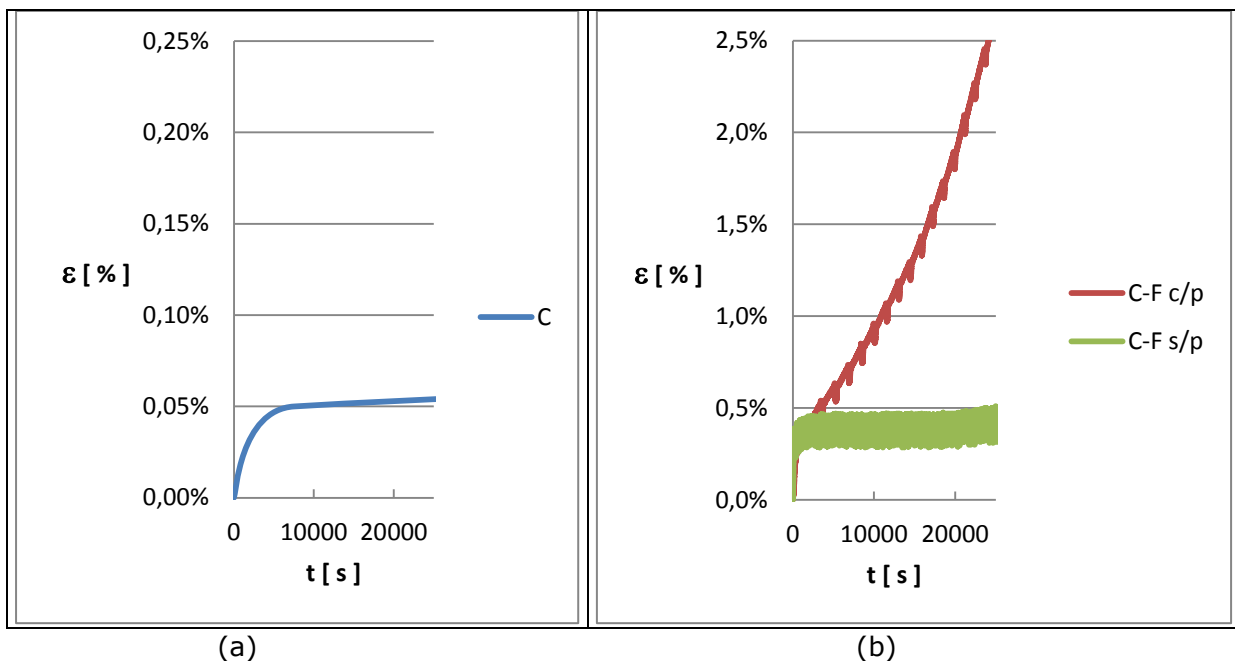 0,25%
0,20%
0,15%
ε [ % ]
0,10%
C
0,05%
0,00%
0 10000 20000
t [ s ]
(a)
2,5%
2,0%
1,5%
ε [ % ]
1,0%
C-F c/p
C-F s/p
0,5%
0,0%
0 10000 20000
t [ s ]
(b)